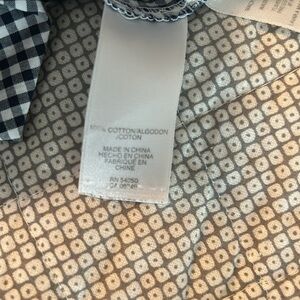 100% COTTON/ALGODON
/COTON
MADE IN CHINA
HECHO EN CHINA
FABRIQUÉ EN
CHINE
RN 54050